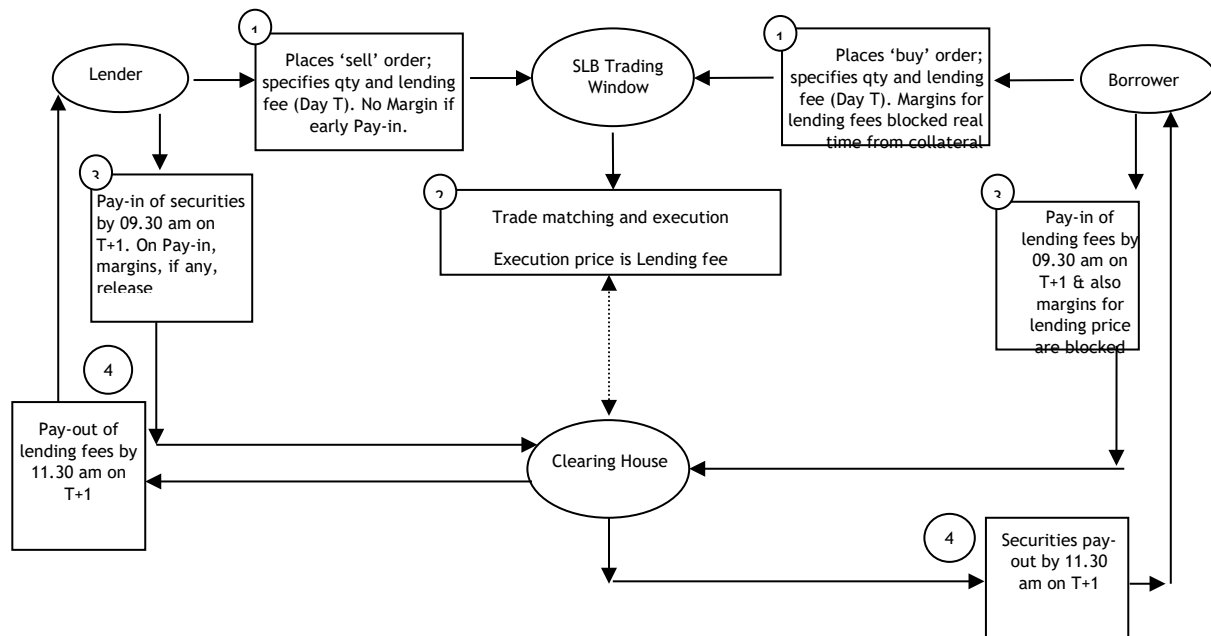 1
Lender
Places ‘sell’ order;
specifies qty and lending
fee (Day T). No Margin if
early Pay-in.
SLB Trading
Window
1
Places ‘buy’ order;
specifies qty and lending
fee (Day T). Margins for
lending fees blocked real
time from collateral
Borrower
3
Pay-in of securities
by 09.30 am on
T+1. On Pay-in,
margins, if any,
release
2
Trade matching and execution
Execution price is Lending fee
3
Pay-in of
lending fees by
09.30 am on
T+1 & also
margins for
lending price
are blocked
4
Pay-out of
lending fees by
11.30 am on
T+1
Clearing House
4
Securities pay-
out by 11.30
am on T+1